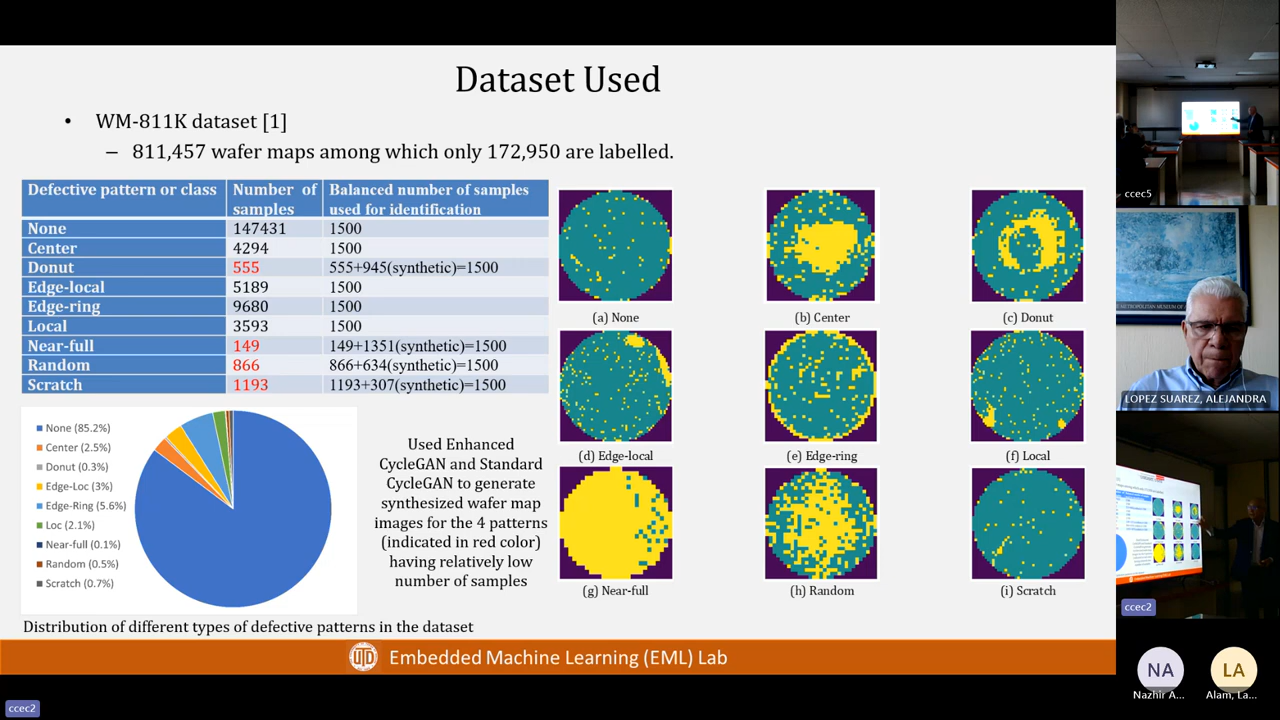 Dataset Used
• WM-811K dataset [1]
– 811,457 wafer maps among which only 172,950 are labelled.
Defective pattern or class Number of samples Balanced number of samples used for identification
None 147431 1500
Center 4294 1500
Donut 555 555+945(synthetic)=1500
Edge-local 5189 1500
Edge-ring 9680 1500
Local 3593 1500
Near-full 149 149+1351(synthetic)=1500
Random 866 866+634(synthetic)=1500
Scratch 1193 1193+307(synthetic)=1500
None (85.2%)
Center (2.5%)
Donut (0.3%)
Edge-Loc (3%)
Edge-Ring (5.6%)
Loc (2.1%)
Near-full (0.1%)
Random (0.5%)
Scratch (0.7%)
Distribution of different types of defective patterns in the dataset
Used Enhanced
CycleGAN and Standard
CycleGAN to generate
synthesized wafer map
images for the 4 patterns
(indicated in red color)
having relatively low
number of samples
(a) None
(b) Center
(c) Donut
(d) Edge-local
(e) Edge-ring
(f) Local
(g) Near-full
(h) Random
(i) Scratch
UTD Embedded Machine Learning (EML) Lab
ccec2
ccec5
LOPEZ SUAREZ, ALEJANDRA
ccec2
NA
Nazhir A...
LA
Alam, La...